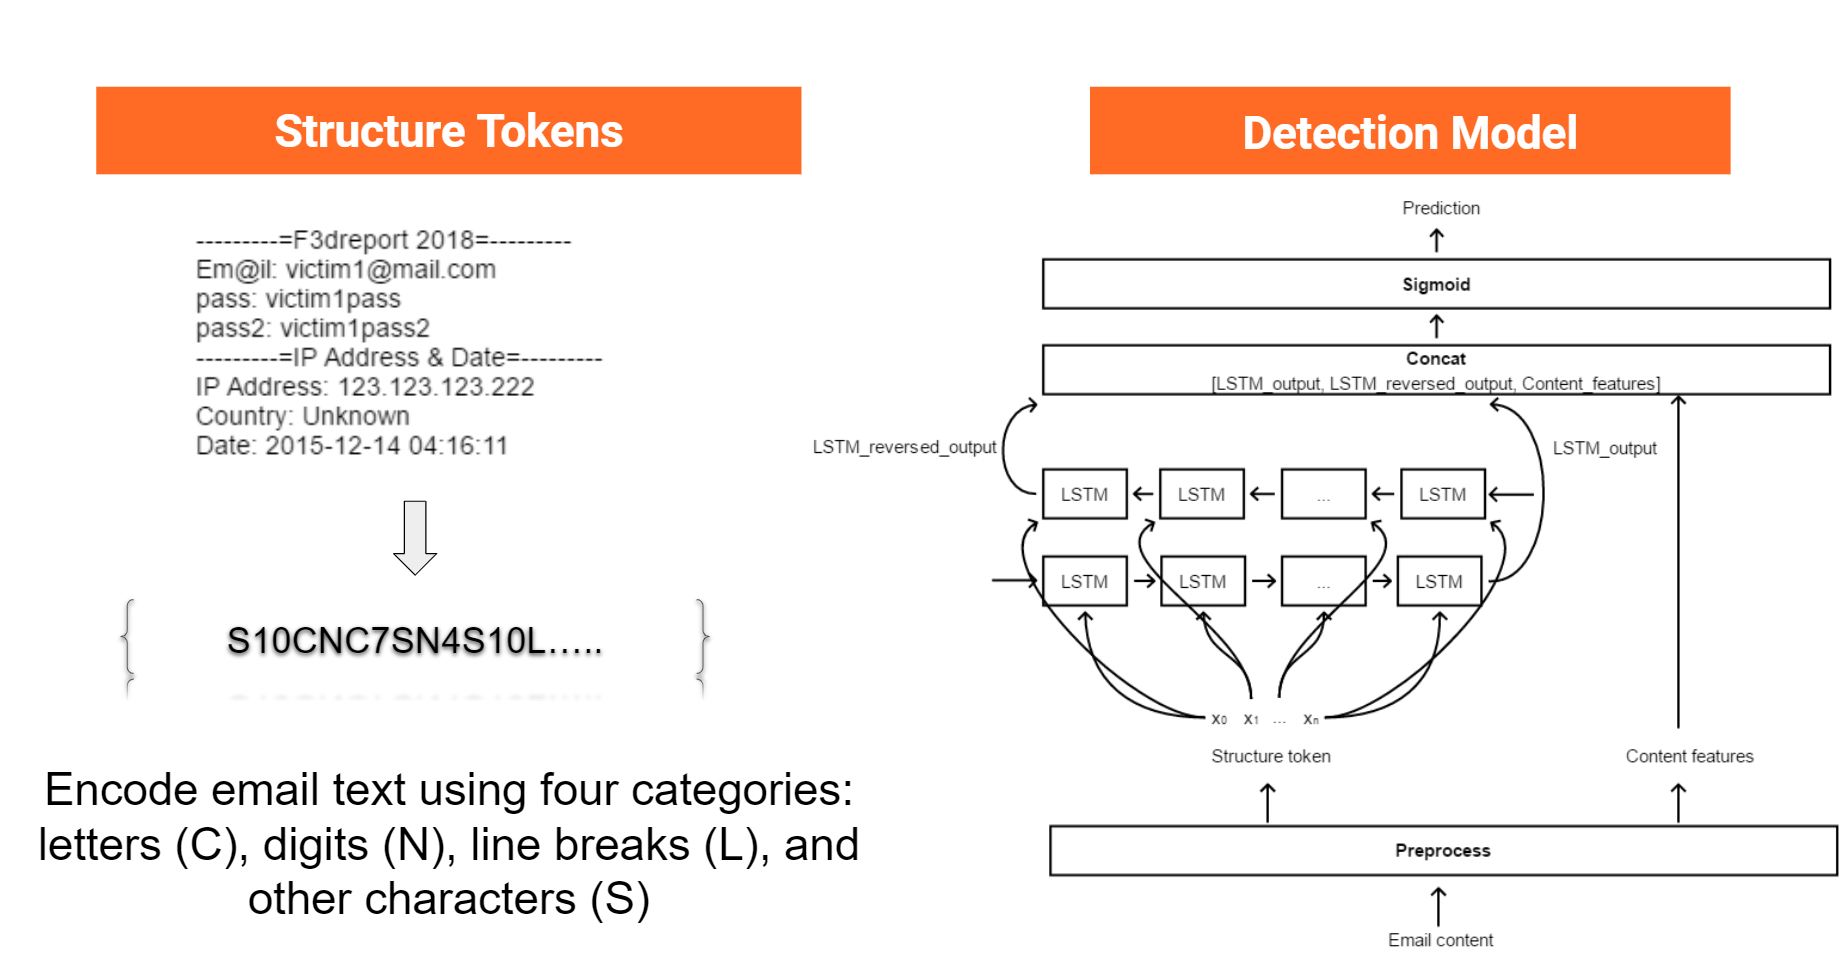 Structure Tokens
---------=F3dreport 2018=---------
Em@il: victim1@mail.com
pass: victim1pass
pass2: victim1pass2
---------=IP Address & Date=---------
IP Address: 123.123.123.222
Country: Unknown
Date: 2015-12-14 04:16:11
S10CNC7SN4S10L…..
Encode email text using four categories:
letters (C), digits (N), line breaks (L), and
other characters (S)
Detection Model
Prediction
Sigmoid
Concat
[LSTM_output, LSTM_reversed_output, Content_features]
LSTM_reversed_output
LSTM_output
LSTM LSTM ... LSTM
LSTM LSTM ... LSTM
x0 x1 ... xn
Structure token
Content features
Preprocess
Email content